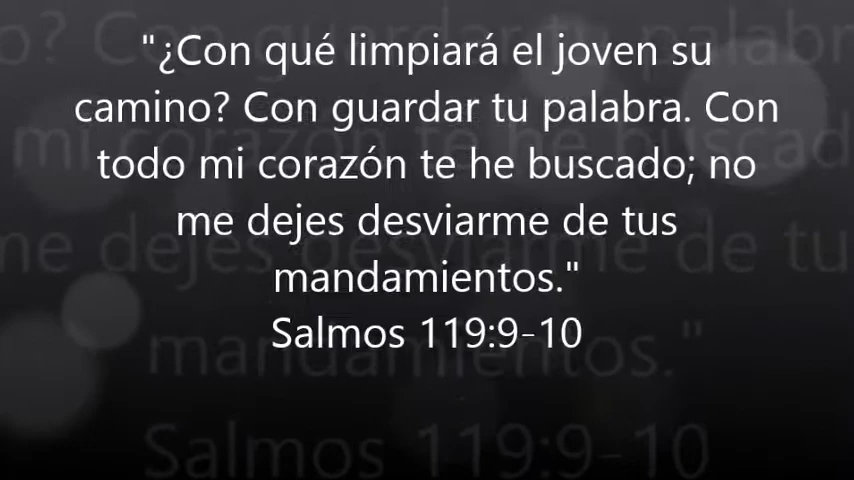 "¿Con qué limpiará el joven su
camino? Con guardar tu palabra. Con
todo mi corazón te he buscado; no
me dejes desviarme de tus
mandamientos."
Salmos 119:9-10